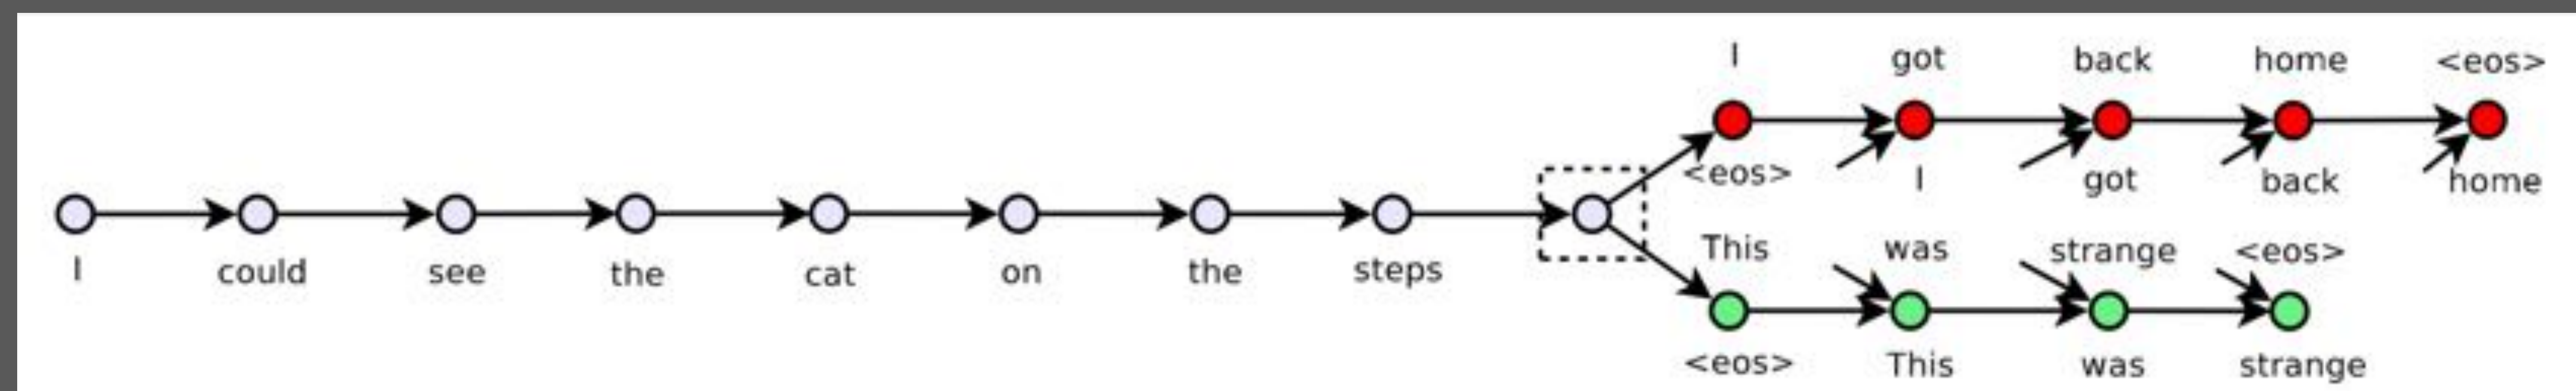 I got back home <eos>
<eos> I got back home
I could see the cat on the steps
This was strange <eos>
<eos> This was strange